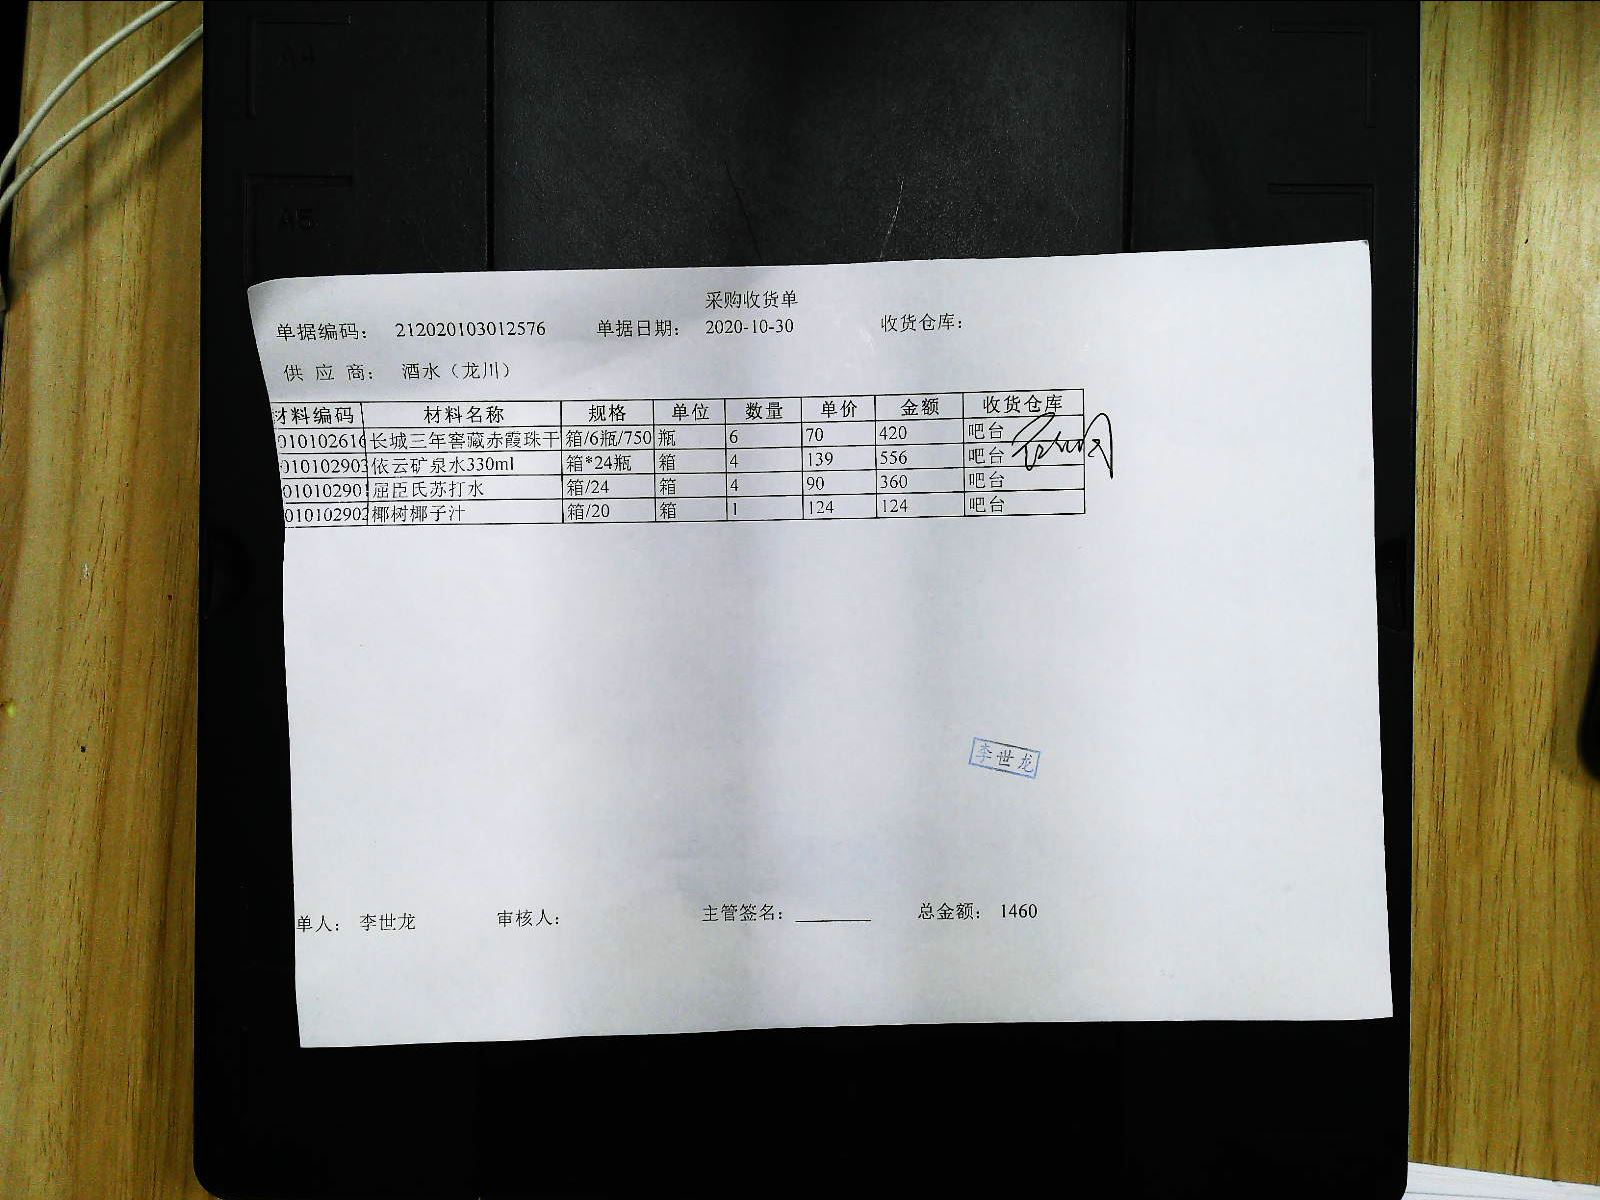 采购收货单
单据编码： 212020103012576 单据日期： 2020-10-30 收货仓库：
供 应 商： 酒水（龙川）
材料编码 材料名称 规格 单位 数量 单价 金额 收货仓库
010102616 长城三年窖藏赤霞珠干 箱/6瓶/750 瓶 6 70 420 吧台
010102903 依云矿泉水330ml 箱*24瓶 箱 4 139 556 吧台
010102901 屈臣氏苏打水 箱/24 箱 4 90 360 吧台
010102902 椰树椰子汁 箱/20 箱 1 124 124 吧台
李世龙
单人： 李世龙 审核人： 主管签名： ________ 总金额： 1460